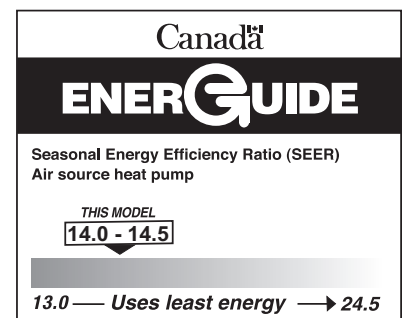 Canada
ENERGUIDE
Seasonal Energy Efficiency Ratio (SEER)
Air source heat pump
THIS MODEL
14.0 - 14.5
13.0 — Uses least energy → 24.5